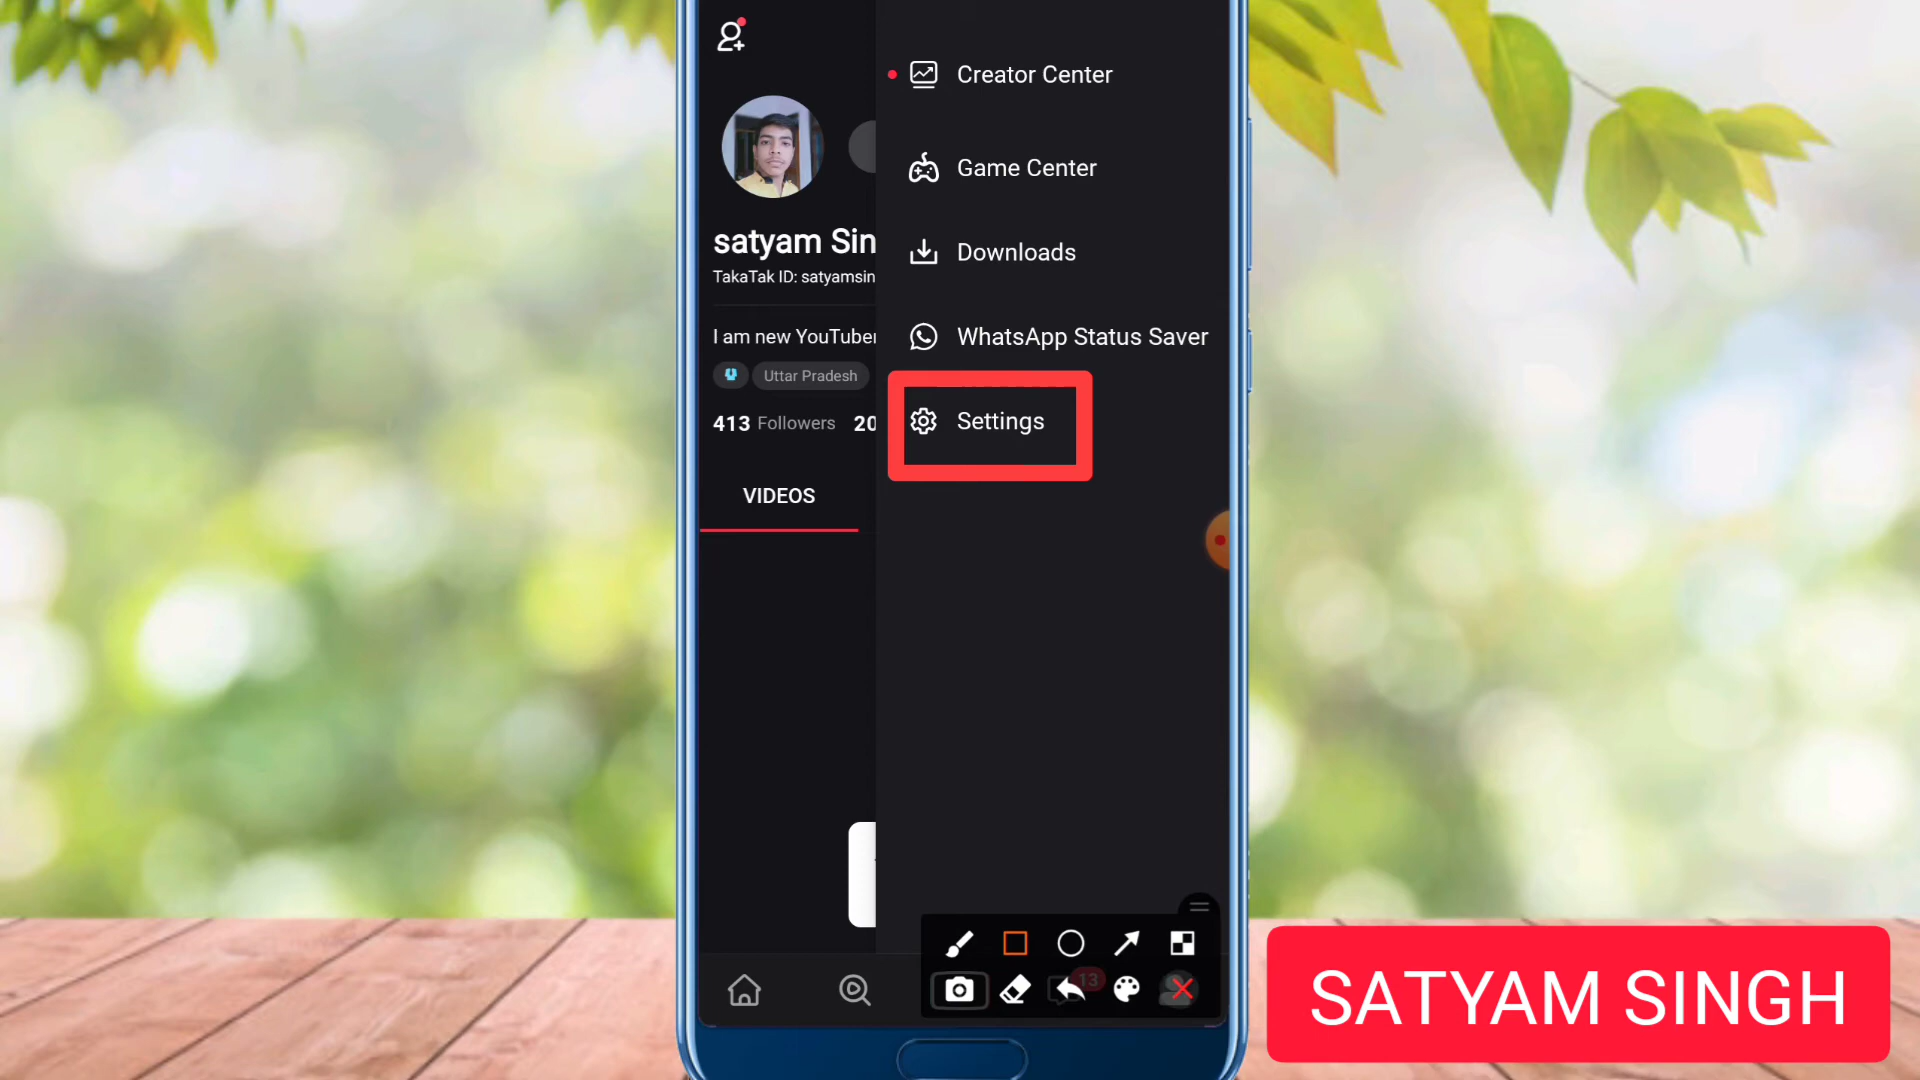 Creator Center
Game Center
Downloads
WhatsApp Status Saver
Settings
satyam Sin
TakaTak ID: satyamsin
I am new YouTuber
Uttar Pradesh
413 Followers 20
VIDEOS
13
SATYAM SINGH